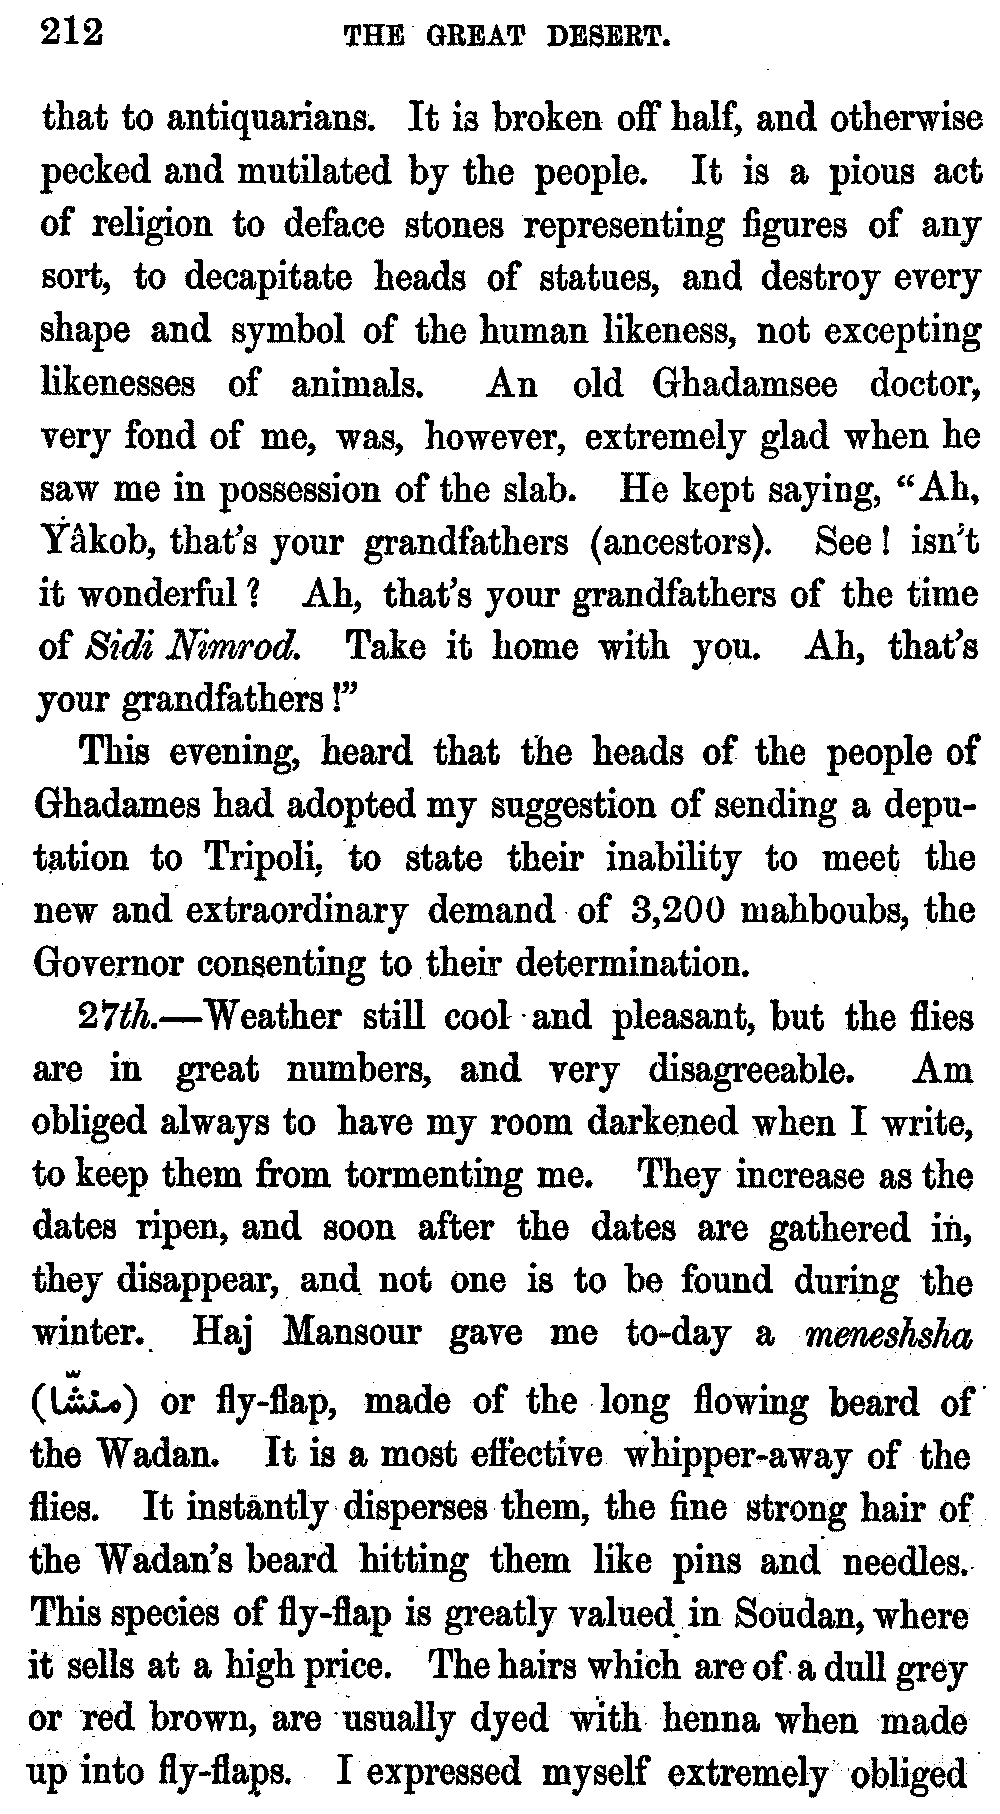 212 THE GREAT DESERT.
that to antiquarians. It is broken off half, and otherwise
pecked and mutilated by the people. It is a pious act
of religion to deface stones representing figures of any
sort, to decapitate heads of statues, and destroy every
shape and symbol of the human likeness, not excepting
likenesses of animals. An old Ghadamsee doctor,
very fond of me, was, however, extremely glad when he
saw me in possession of the slab. He kept saying, “Ah,
Yâkob, that’s your grandfathers (ancestors). See! isn’t
it wonderful? Ah, that’s your grandfathers of the time
of Sidi Nimrod. Take it home with you. Ah, that’s
your grandfathers!”
This evening, heard that the heads of the people of
Ghadames had adopted my suggestion of sending a depu-
tation to Tripoli, to state their inability to meet the
new and extraordinary demand of 3,200 mahboubs, the
Governor consenting to their determination.
27th.—Weather still cool and pleasant, but the flies
are in great numbers, and very disagreeable. Am
obliged always to have my room darkened when I write,
to keep them from tormenting me. They increase as the
dates ripen, and soon after the dates are gathered in,
they disappear, and not one is to be found during the
winter. Haj Mansour gave me to-day a meneshsha
(منشّا) or fly-flap, made of the long flowing beard of
the Wadan. It is a most effective whipper-away of the
flies. It instantly disperses them, the fine strong hair of
the Wadan’s beard hitting them like pins and needles.
This species of fly-flap is greatly valued in Soudan, where
it sells at a high price. The hairs which are of a dull grey
or red brown, are usually dyed with henna when made
up into fly-flaps. I expressed myself extremely obliged